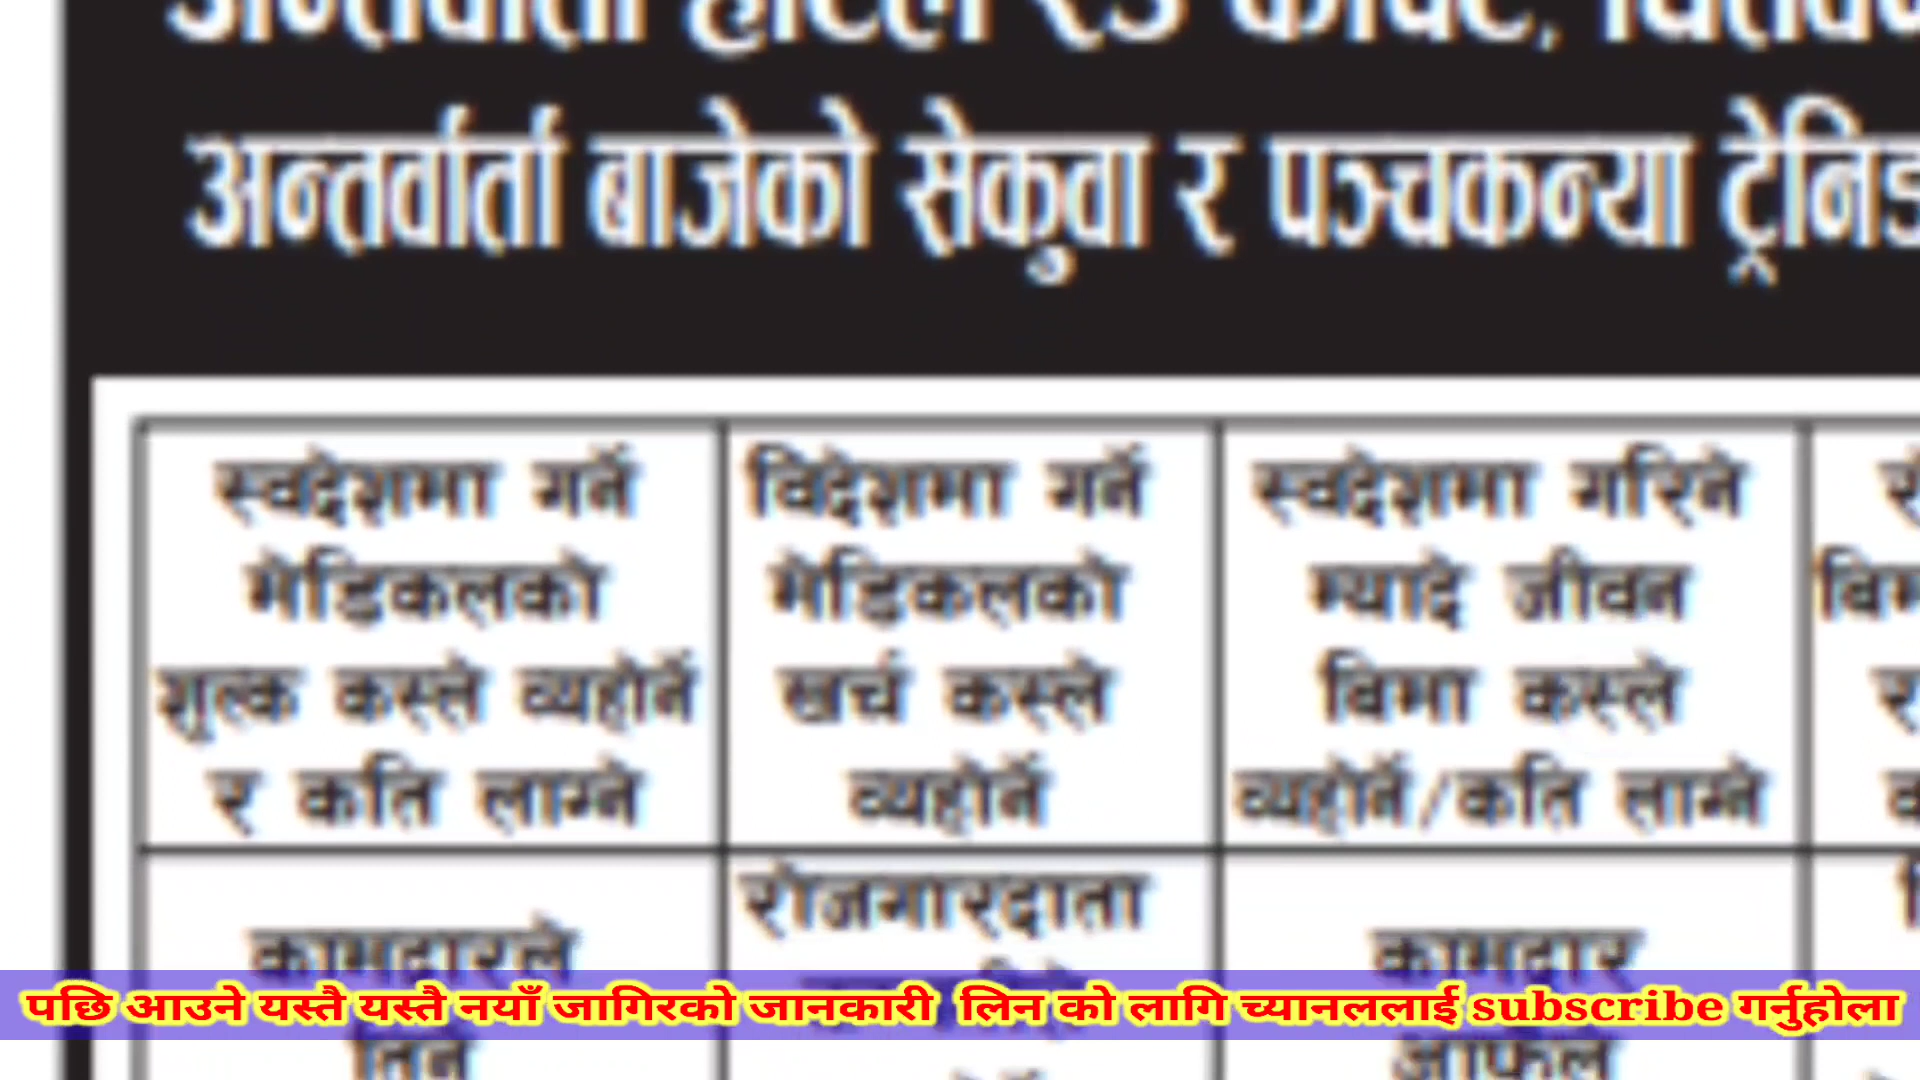 अन्तर्वार्ता बाजेको सेकुवा र पञ्चकन्या
स्वदेशमा गर्ने
मेडिकलको
शुल्क कस्ले व्यहोर्ने
र कति लाग्ने
विदेशमा गर्ने
मेडिकलको
खर्च कस्ले
व्यहोर्ने
स्वदेशमा गरिने
म्यादे जीवन
बिमा कस्ले
व्यहोर्ने/कति लाग्ने
कामदारले
तिर्ने
रोजगारदाता
कामदार
आफैले
पछि आउने यस्तै यस्तै नयाँ जागिरको जानकारी लिन को लागि च्यानललाई subscribe गर्नुहोला